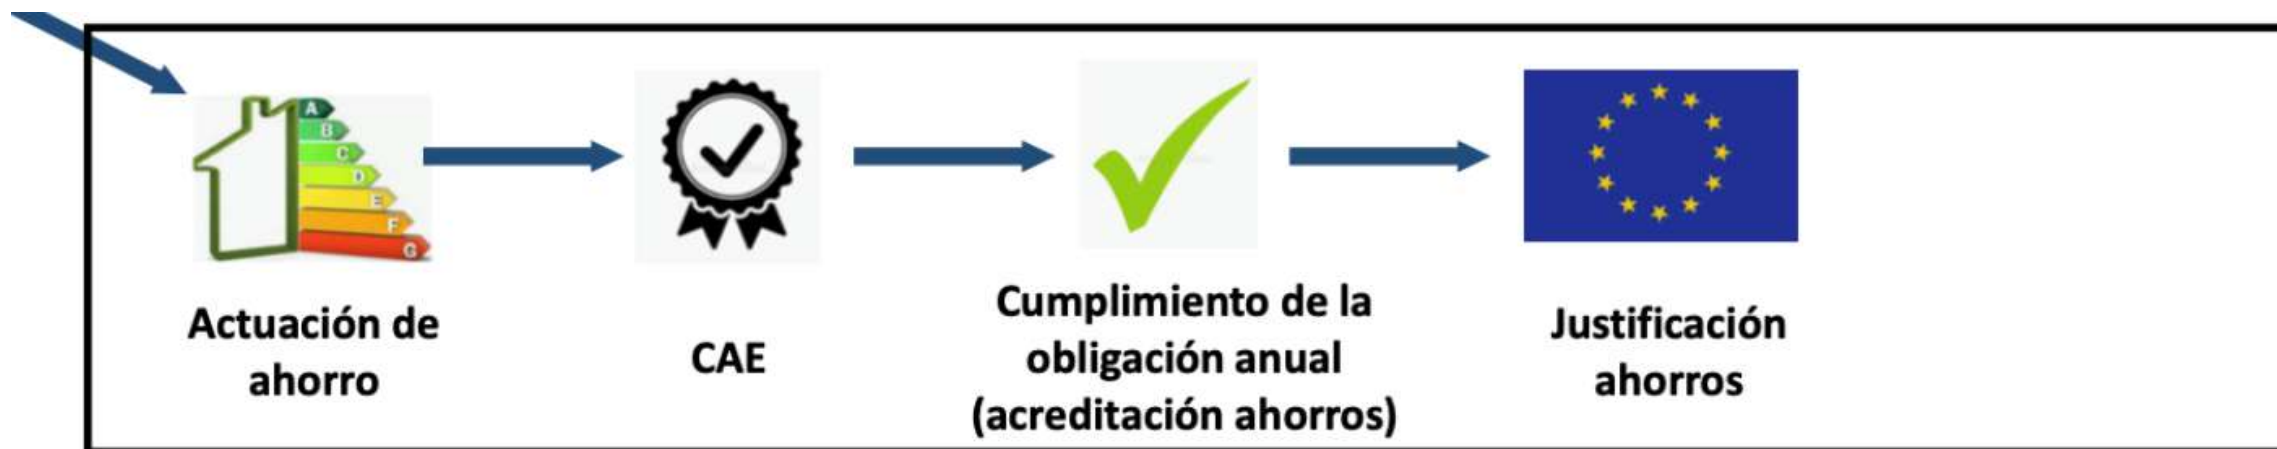 A
B
C
D
E
F
G
Actuación de
ahorro
CAE
Cumplimiento de la
obligación anual
(acreditación ahorros)
Justificación
ahorros